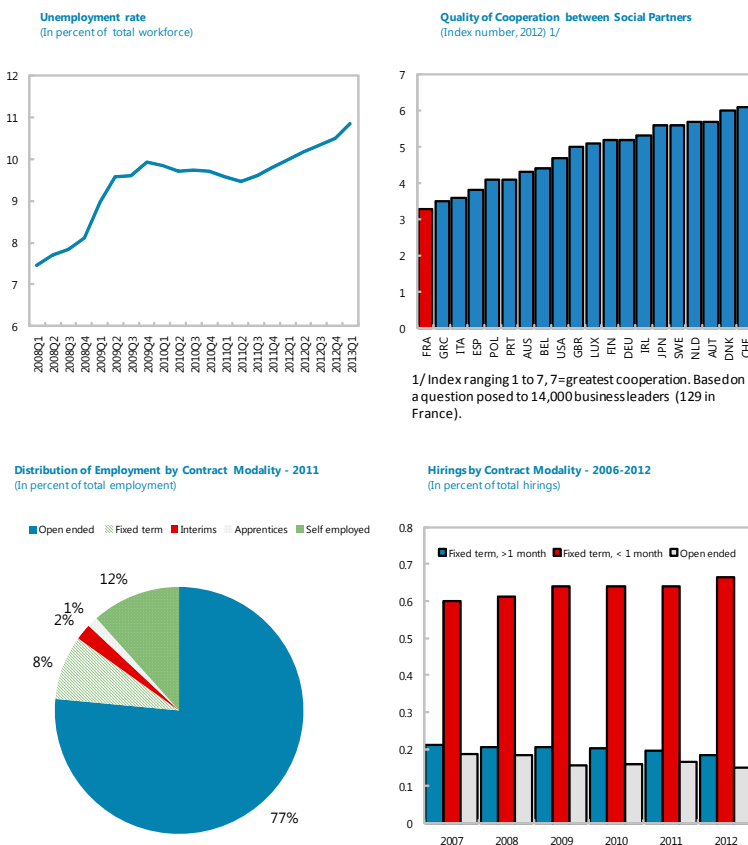 Unemployment rate
(In percent of total workforce)
12
11
10
9
8
7
6
2008Q1
2008Q2
2008Q3
2008Q4
2009Q1
2009Q2
2009Q3
2009Q4
2010Q1
2010Q2
2010Q3
2010Q4
2011Q1
2011Q2
2011Q3
2011Q4
2012Q1
2012Q2
2012Q3
2012Q4
2013Q1
Quality of Cooperation between Social Partners
(Index number, 2012) 1/
7
6
5
4
3
2
1
0
FRA
GRC
ITA
ESP
POL
PRT
AUS
BEL
USA
GBR
LUX
FIN
DEU
IRL
JPN
SWE
NLD
AUT
DNK
CHE
1/ Index ranging 1 to 7, 7=greatest cooperation. Based on
a question posed to 14,000 business leaders (129 in
France).
Distribution of Employment by Contract Modality - 2011
(In percent of total employment)
Open ended Fixed term Interims Apprentices Self employed
12%
1%
2%
8%
77%
Hirings by Contract Modality - 2006-2012
(In percent of total hirings)
0.8
0.7
0.6
0.5
0.4
0.3
0.2
0.1
0
Fixed term, >1 month Fixed term, < 1 month Open ended
2007 2008 2009 2010 2011 2012